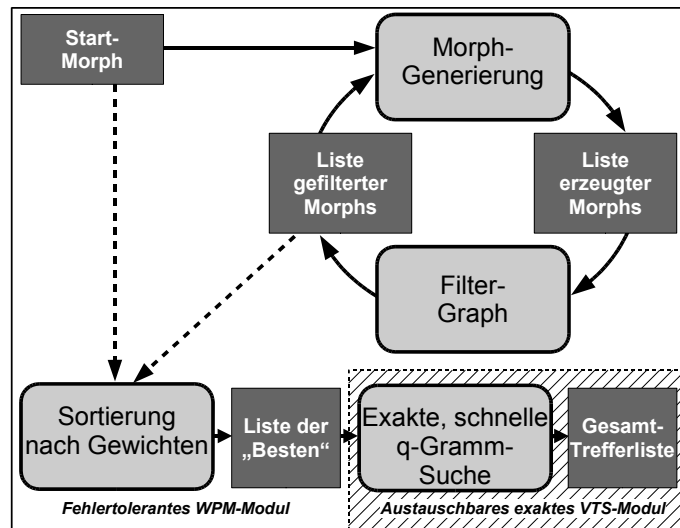 Start-
Morph
Morph-
Generierung
Liste
gefilterter
Morphs
Liste
erzeugter
Morphs
Filter-
Graph
Sortierung
nach Gewichten
Liste der
„Besten“
Exakte, schnelle
q-Gramm-
Suche
Gesamt-
Trefferliste
Fehlertolerantes WPM-Modul
Austauschbares exaktes VTS-Modul